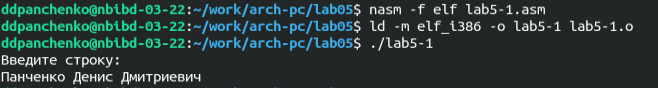 ddpanchenko@nbibd-03-22:~/work/arch-pc/lab05$ nasm -f elf lab5-1.asm
ddpanchenko@nbibd-03-22:~/work/arch-pc/lab05$ ld -m elf_i386 -o lab5-1 lab5-1.o
ddpanchenko@nbibd-03-22:~/work/arch-pc/lab05$ ./lab5-1
Введите строку:
Панченко Денис Дмитриевич